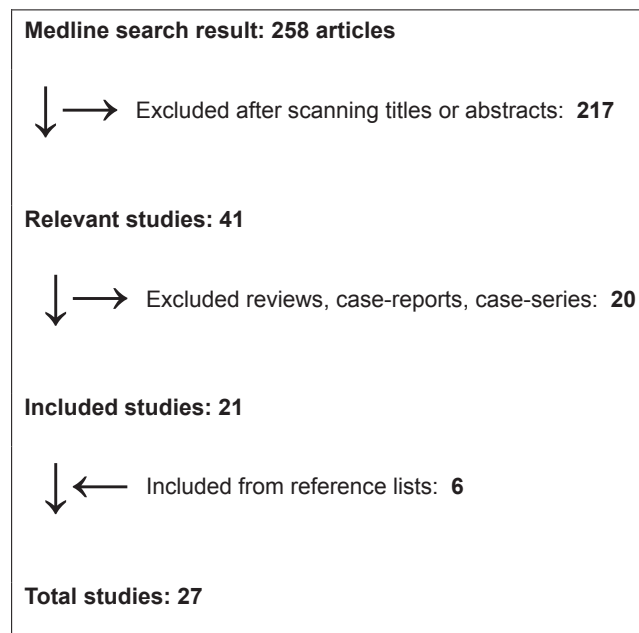 Medline search result: 258 articles
Excluded after scanning titles or abstracts: 217
Relevant studies: 41
Excluded reviews, case-reports, case-series: 20
Included studies: 21
Included from reference lists: 6
Total studies: 27